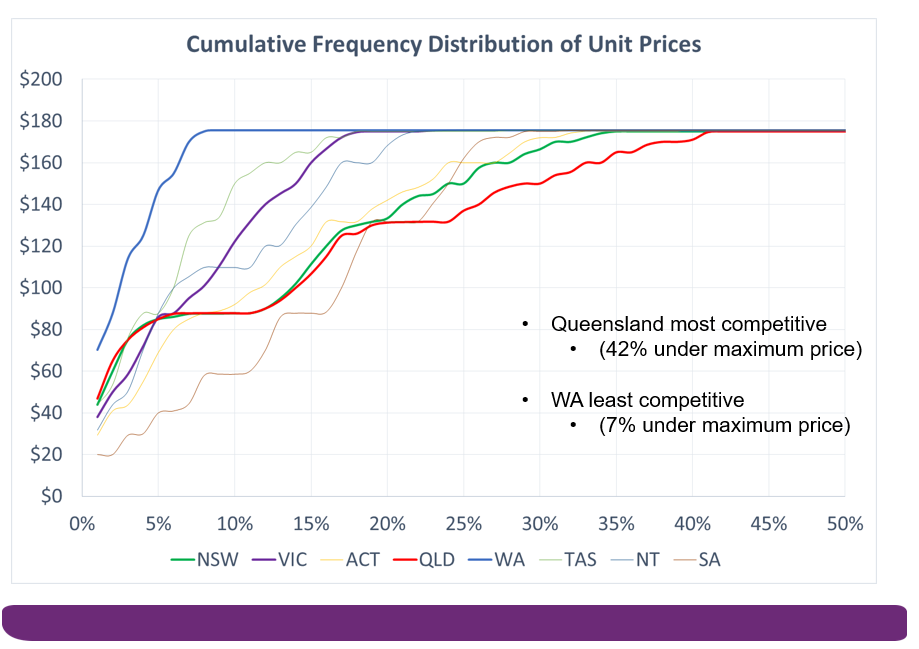 Cumulative Frequency Distribution of Unit Prices
$200
$180
$160
$140
$120
$100
$80
$60
$40
$20
$0
• Queensland most competitive
• (42% under maximum price)
• WA least competitive
• (7% under maximum price)
0% 5% 10% 15% 20% 25% 30% 35% 40% 45% 50%
NSW VIC ACT QLD WA TAS NT SA